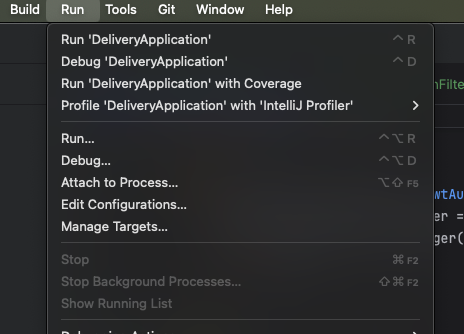 Build Run Tools Git Window Help
Run 'DeliveryApplication' ⌃ R
Debug 'DeliveryApplication' ⌃ D
Run 'DeliveryApplication' with Coverage
Profile 'DeliveryApplication' with 'IntelliJ Profiler' >
nFilte
Run... ⌃⌥ R
Debug... ⌃⌥ D
Attach to Process... ⌥⇧ F5
wtAu
Edit Configurations...
er =
Manage Targets...
ger(
Stop ⌘ F2
Stop Background Processes... ⇧⌘ F2
Show Running List